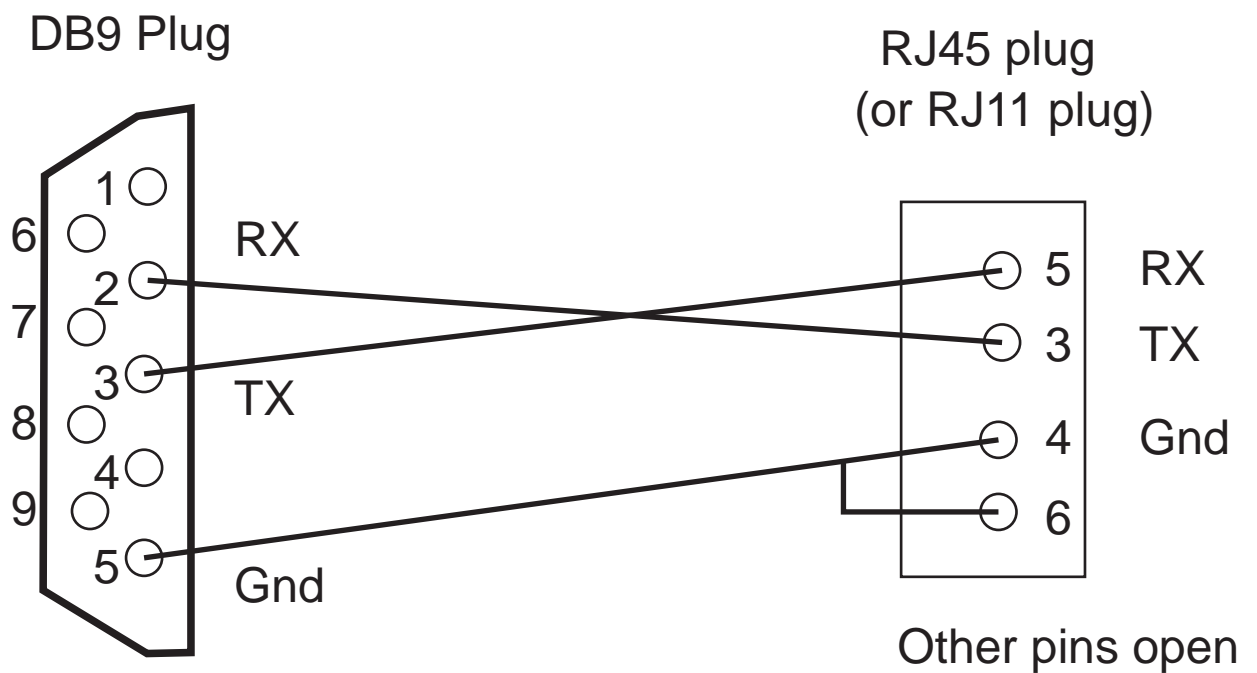 DB9 Plug
RJ45 plug
(or RJ11 plug)
1
6
RX
2
7
3
TX
8
4
9
5
Gnd
5 RX
3 TX
4 Gnd
6
Other pins open